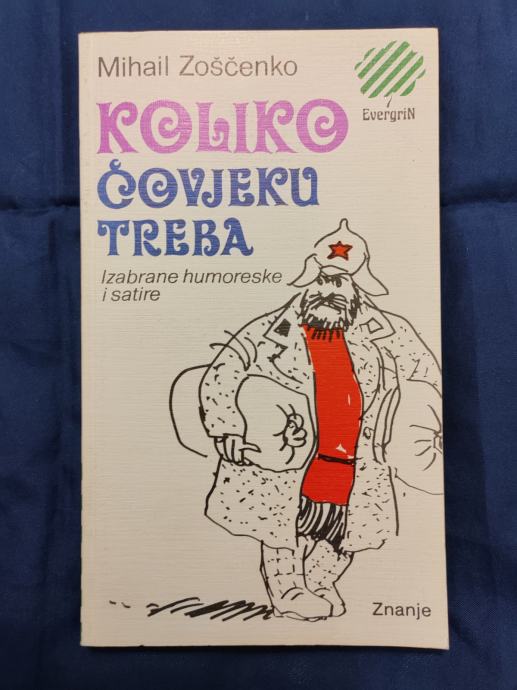 Mihail Zoščenko
EvergriN
KOLIKO
ČOVJEKU
TREBA
Izabrane humoreske
i satire
Znanje